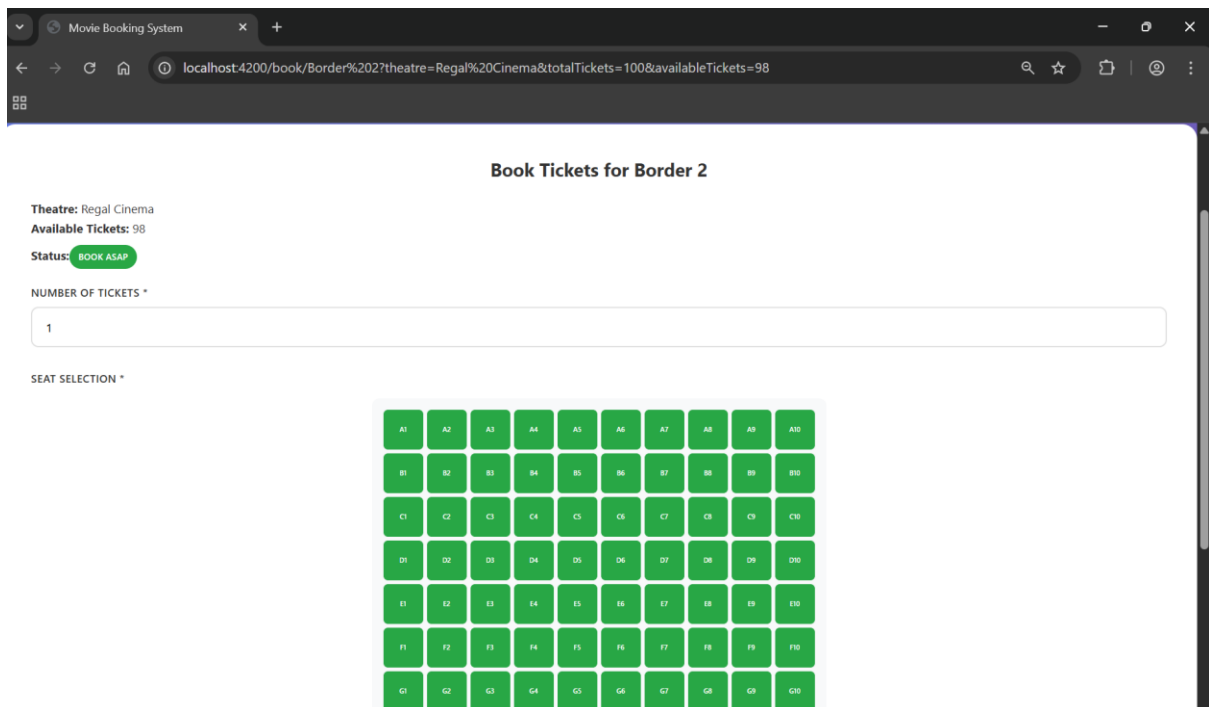 Movie Booking System
localhost:4200/book/Border%202?theatre=Regal%20Cinema&totalTickets=100&availableTickets=98
Book Tickets for Border 2
Theatre: Regal Cinema
Available Tickets: 98
Status: BOOK ASAP
NUMBER OF TICKETS *
1
SEAT SELECTION *
A1 A2 A3 A4 A5 A6 A7 A8 A9 A10
B1 B2 B3 B4 B5 B6 B7 B8 B9 B10
C1 C2 C3 C4 C5 C6 C7 C8 C9 C10
D1 D2 D3 D4 D5 D6 D7 D8 D9 D10
E1 E2 E3 E4 E5 E6 E7 E8 E9 E10
F1 F2 F3 F4 F5 F6 F7 F8 F9 F10
G1 G2 G3 G4 G5 G6 G7 G8 G9 G10